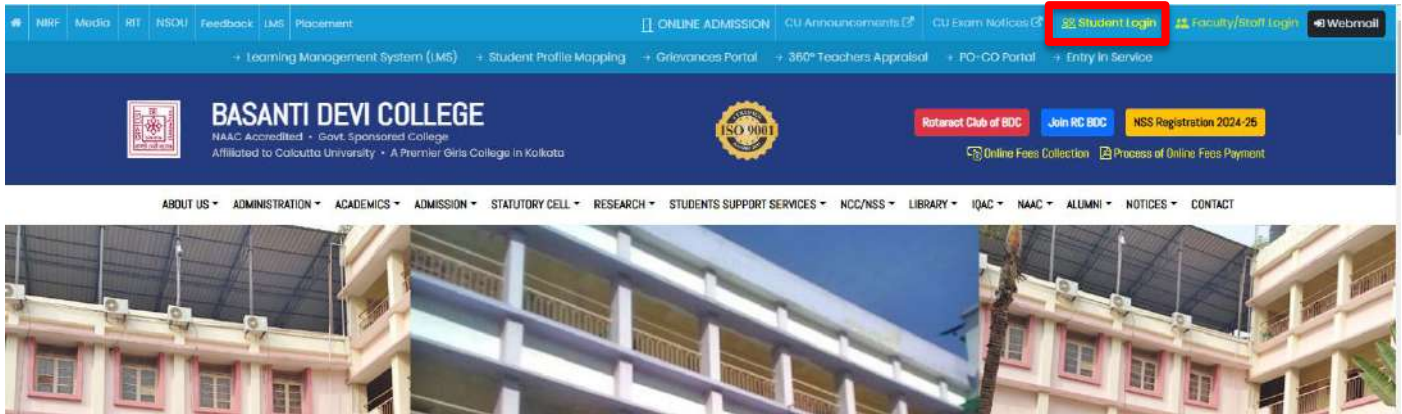 NIRF Media RTI NSOU Feedback LMS Placement ONLINE ADMISSION CU Announcements CU Exam Notices Student Login Faculty/Staff Login Webmail
→ Learning Management System (LMS) → Student Profile Mapping → Grievances Portal → 360° Teachers Appraisal → PO-CO Portal → Entry in Service
BASANTI DEVI COLLEGE
NAAC Accredited • Govt. Sponsored College
Affiliated to Calcutta University • A Premier Girls College in Kolkata
ISO 9001
Rotaract Club of BDC Join RC BDC NSS Registration 2024-25
Online Fees Collection Process of Online Fees Payment
ABOUT US ADMINISTRATION ACADEMICS ADMISSION STATUTORY CELL RESEARCH STUDENTS SUPPORT SERVICES NCC/NSS LIBRARY IQAC NAAC ALUMNI NOTICES CONTACT